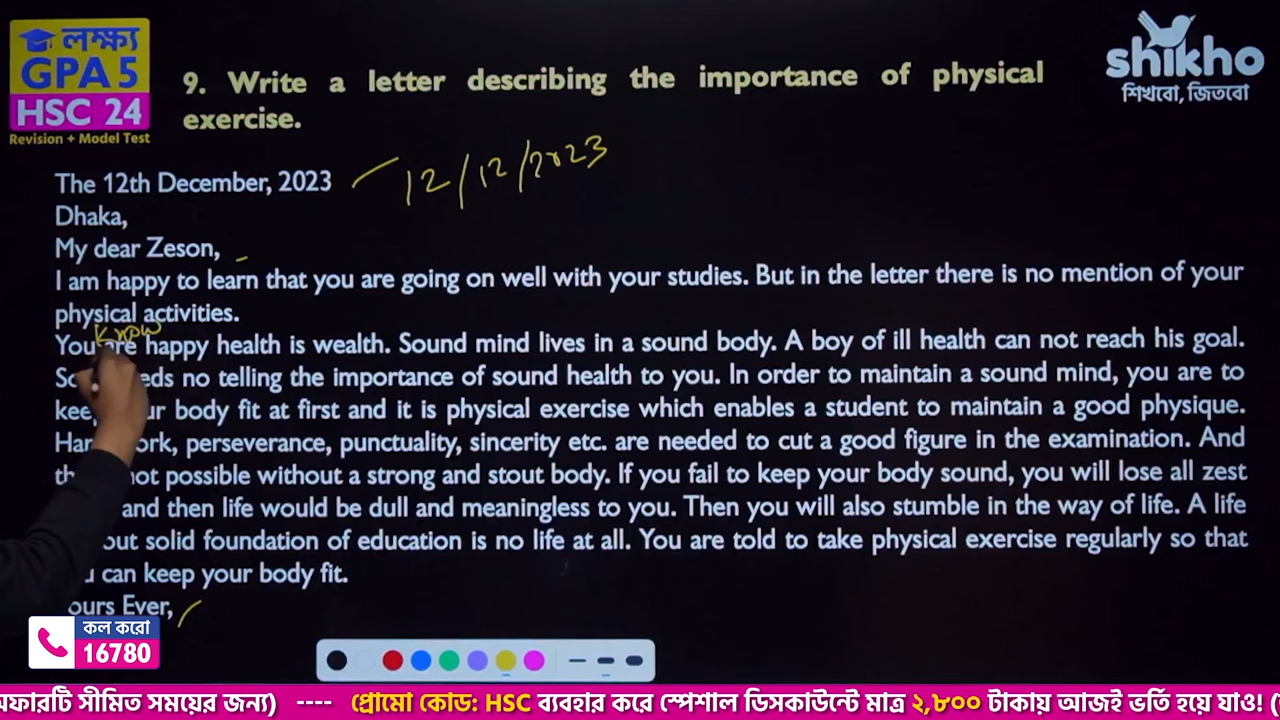 লক্ষ্য
GPA 5
HSC 24
Revision + Model Test
shikho
শিখবো, জিতবো
9. Write a letter describing the importance of physical
exercise.
12/12/2023
The 12th December, 2023
Dhaka,
My dear Zeson,
I am happy to learn that you are going on well with your studies. But in the letter there is no mention of your
physical activities.
know
You are happy health is wealth. Sound mind lives in a sound body. A boy of ill health can not reach his goal.
no telling the importance of sound health to you. In order to maintain a sound mind, you are to
body fit at first and it is physical exercise which enables a student to maintain a good physique.
perseverance, punctuality, sincerity etc. are needed to cut a good figure in the examination. And
not possible without a strong and stout body. If you fail to keep your body sound, you will lose all zest
and then life would be dull and meaningless to you. Then you will also stumble in the way of life. A life
solid foundation of education is no life at all. You are told to take physical exercise regularly so that
can keep your body fit.
Ever,
কল করো
16780
সীমিত সময়ের জন্য) ---- প্রোমো কোড: HSC ব্যবহার করে স্পেশাল ডিসকাউন্টে মাত্র ২,৮০০ টাকায় আজই ভর্তি হয়ে যাও! (